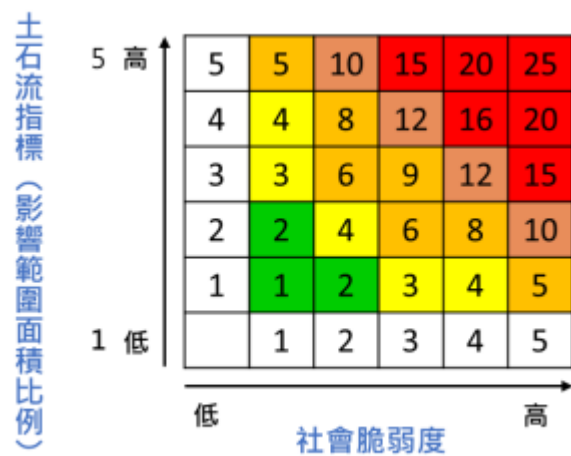 土石流指標（影響範圍面積比例）
5 高
5 5 10 15 20 25
4 4 8 12 16 20
3 3 6 9 12 15
2 2 4 6 8 10
1 1 2 3 4 5
1 低
1 2 3 4 5
低 高
社會脆弱度